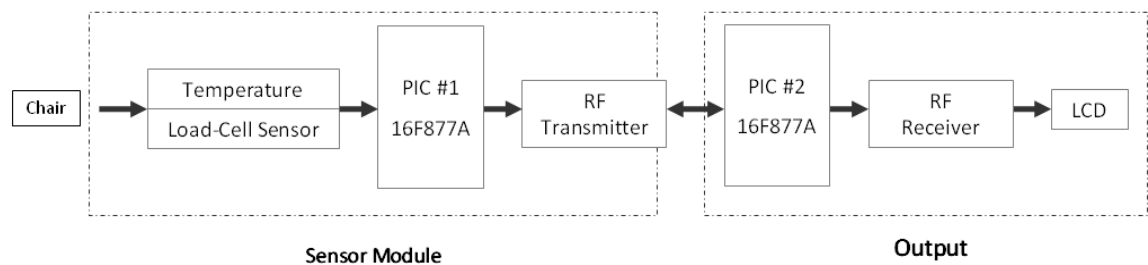 Chair
Temperature
Load-Cell Sensor
PIC #1
16F877A
RF
Transmitter
PIC #2
16F877A
RF
Receiver
LCD
Sensor Module
Output